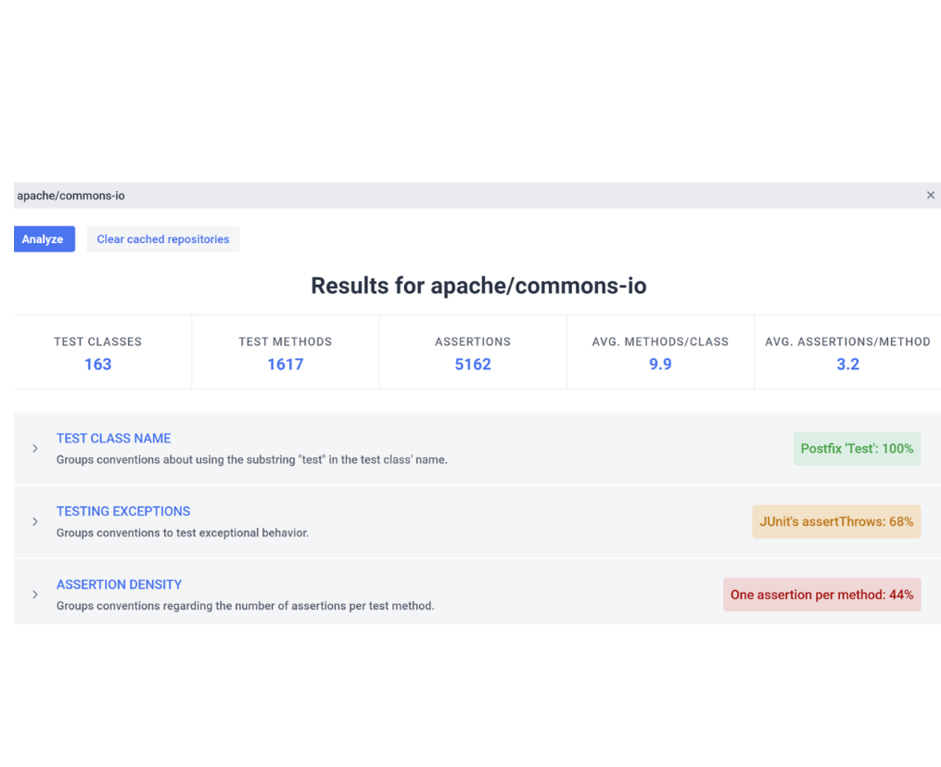 apache/commons-io ×
Analyze Clear cached repositories
Results for apache/commons-io
TEST CLASSES TEST METHODS ASSERTIONS AVG. METHODS/CLASS AVG. ASSERTIONS/METHOD
163 1617 5162 9.9 3.2
TEST CLASS NAME
Groups conventions about using the substring "test" in the test class' name.
Postfix 'Test': 100%
TESTING EXCEPTIONS
Groups conventions to test exceptional behavior.
JUnit's assertThrows: 68%
ASSERTION DENSITY
Groups conventions regarding the number of assertions per test method.
One assertion per method: 44%